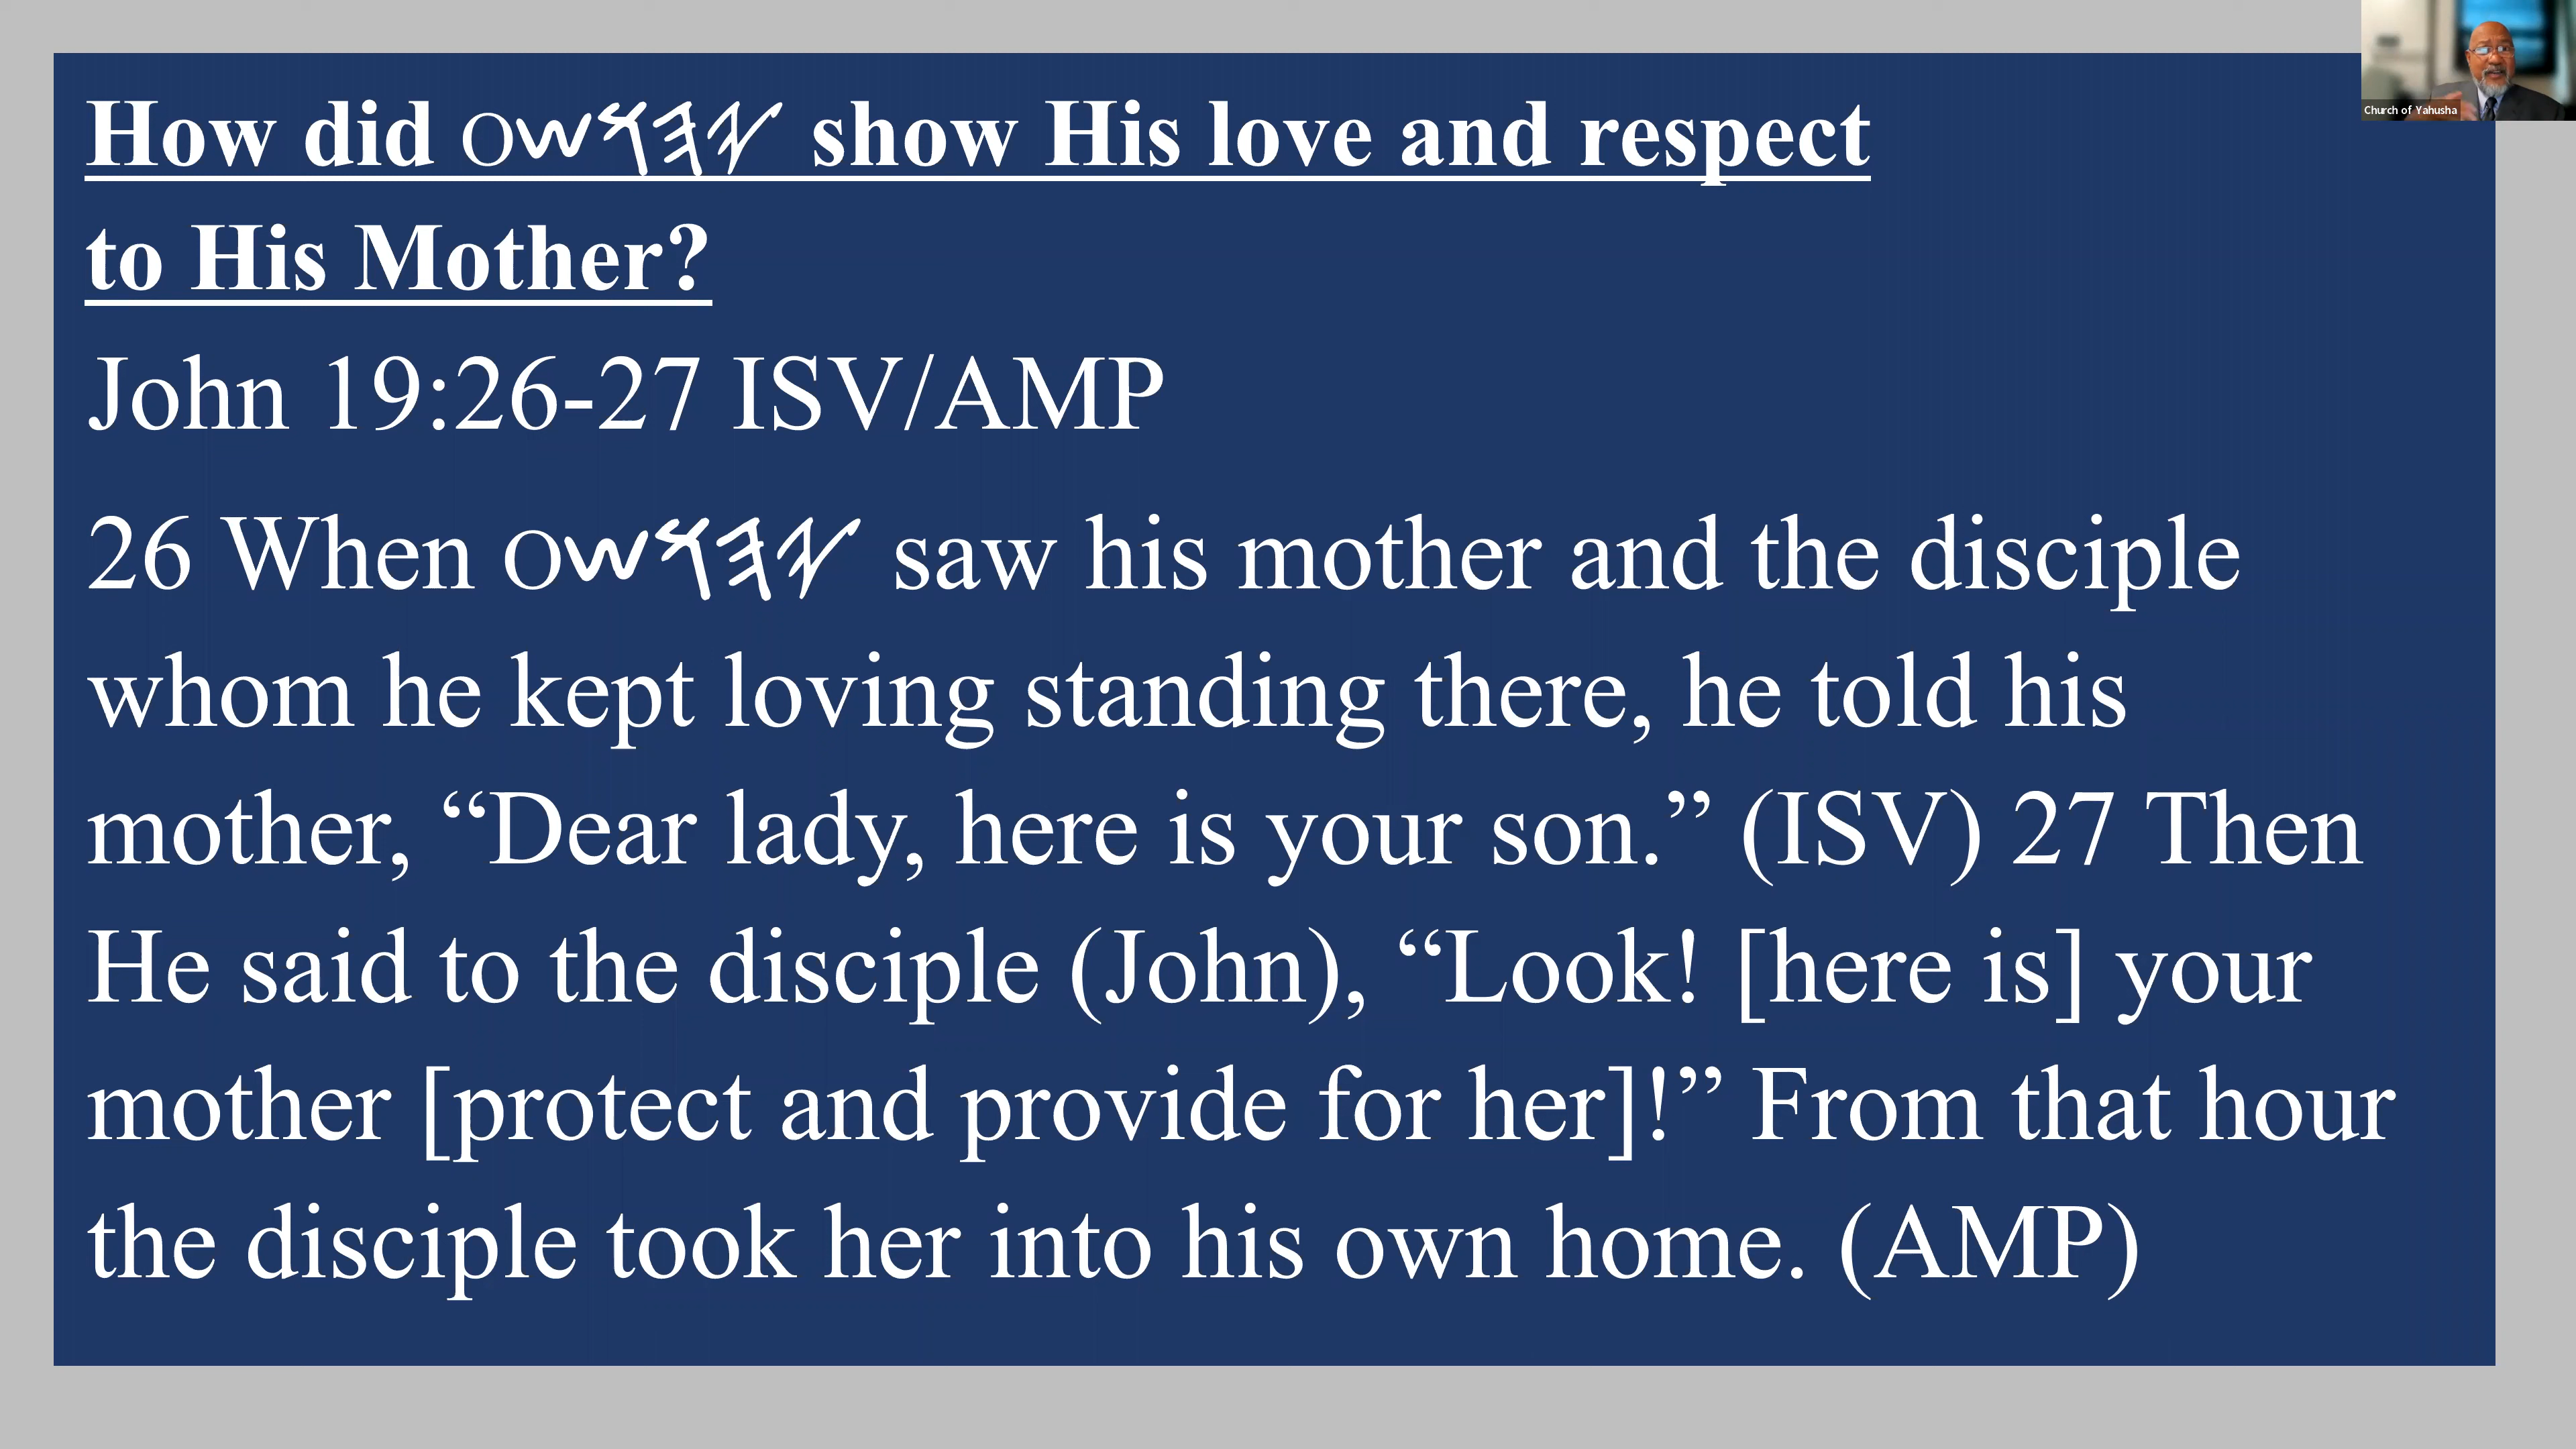 How did 𐤉𐤄𐤅𐤔𐤏 show His love and respect
to His Mother?
John 19:26-27 ISV/AMP
26 When 𐤉𐤄𐤅𐤔𐤏 saw his mother and the disciple
whom he kept loving standing there, he told his
mother, “Dear lady, here is your son.” (ISV) 27 Then
He said to the disciple (John), “Look! [here is] your
mother [protect and provide for her]!” From that hour
the disciple took her into his own home. (AMP)
Church of Yahusha